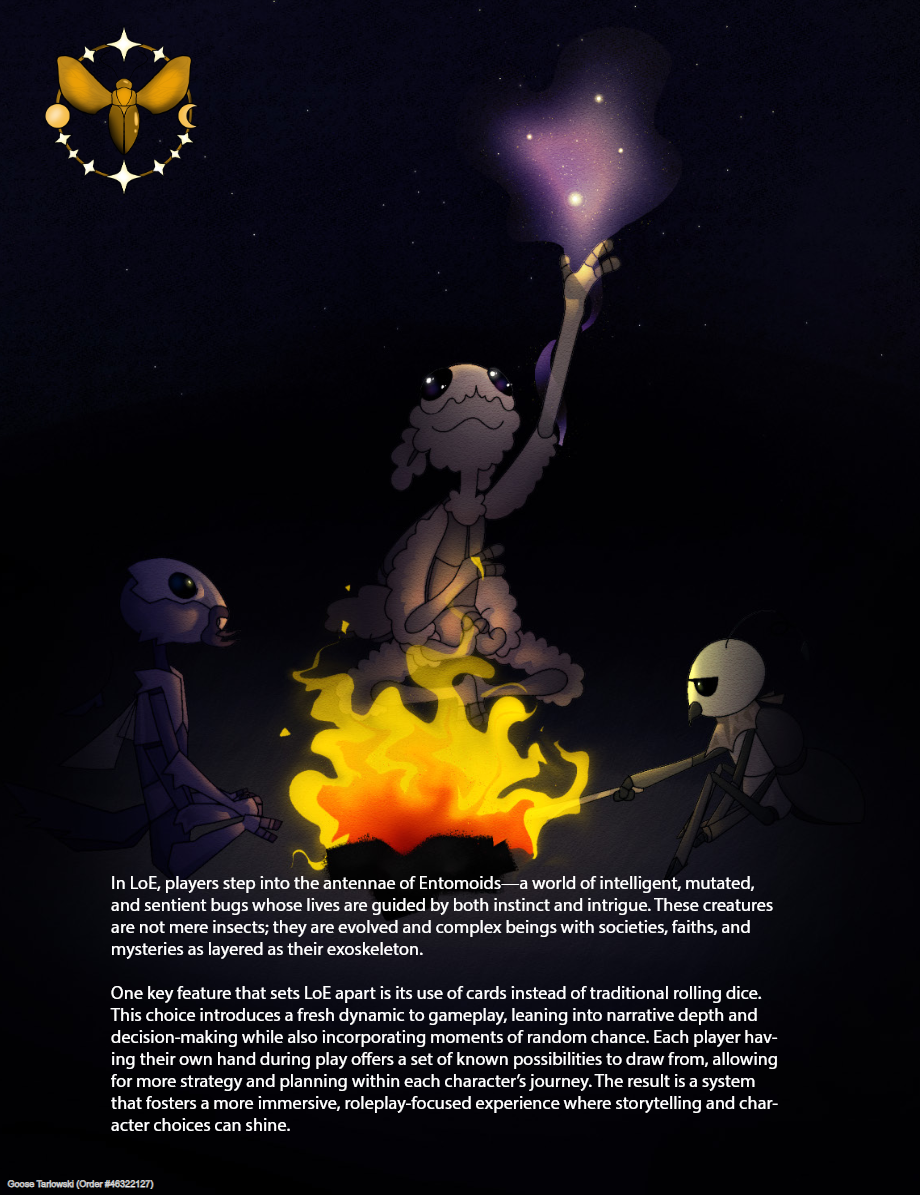 In LoE, players step into the antennae of Entomoids—a world of intelligent, mutated,
and sentient bugs whose lives are guided by both instinct and intrigue. These creatures
are not mere insects; they are evolved and complex beings with societies, faiths, and
mysteries as layered as their exoskeleton.
One key feature that sets LoE apart is its use of cards instead of traditional rolling dice.
This choice introduces a fresh dynamic to gameplay, leaning into narrative depth and
decision-making while also incorporating moments of random chance. Each player hav-
ing their own hand during play offers a set of known possibilities to draw from, allowing
for more strategy and planning within each character’s journey. The result is a system
that fosters a more immersive, roleplay-focused experience where storytelling and char-
acter choices can shine.
Goose Tarlowski (Order #46322127)